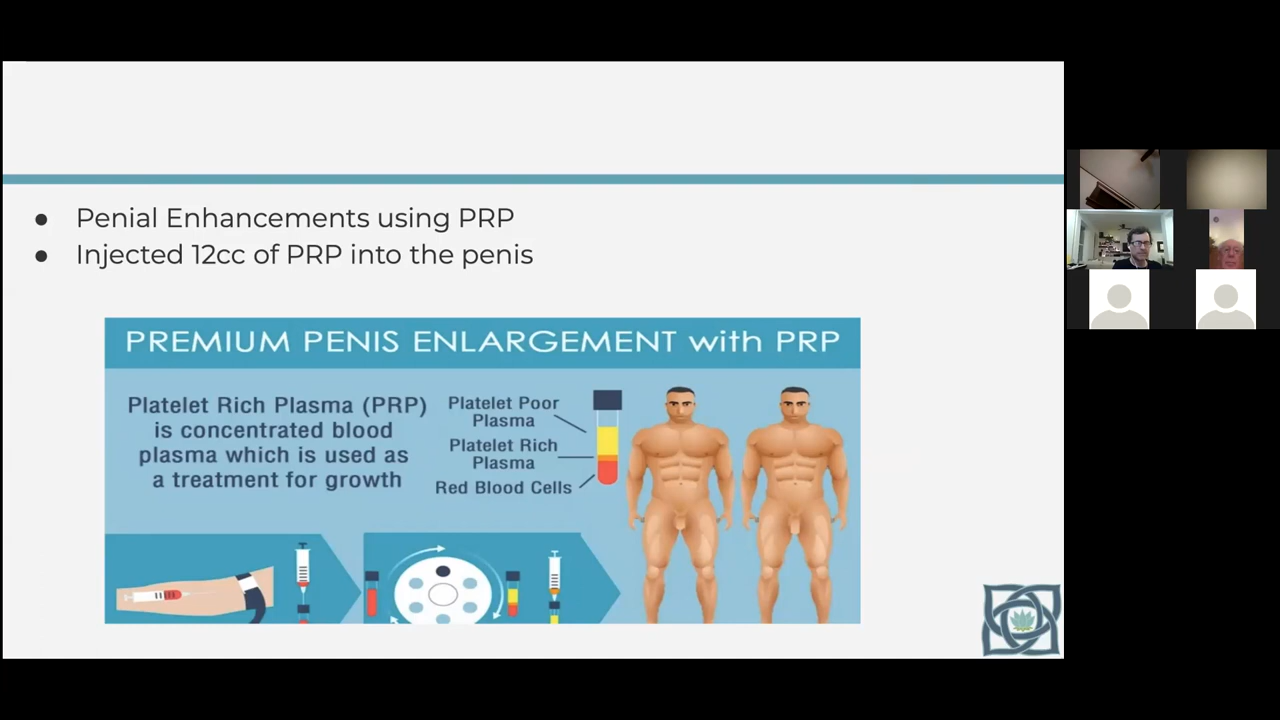 ● Penial Enhancements using PRP
● Injected 12cc of PRP into the penis
PREMIUM PENIS ENLARGEMENT with PRP
Platelet Rich Plasma (PRP)
is concentrated blood
plasma which is used as
a treatment for growth
Platelet Poor
Plasma
Platelet Rich
Plasma
Red Blood Cells